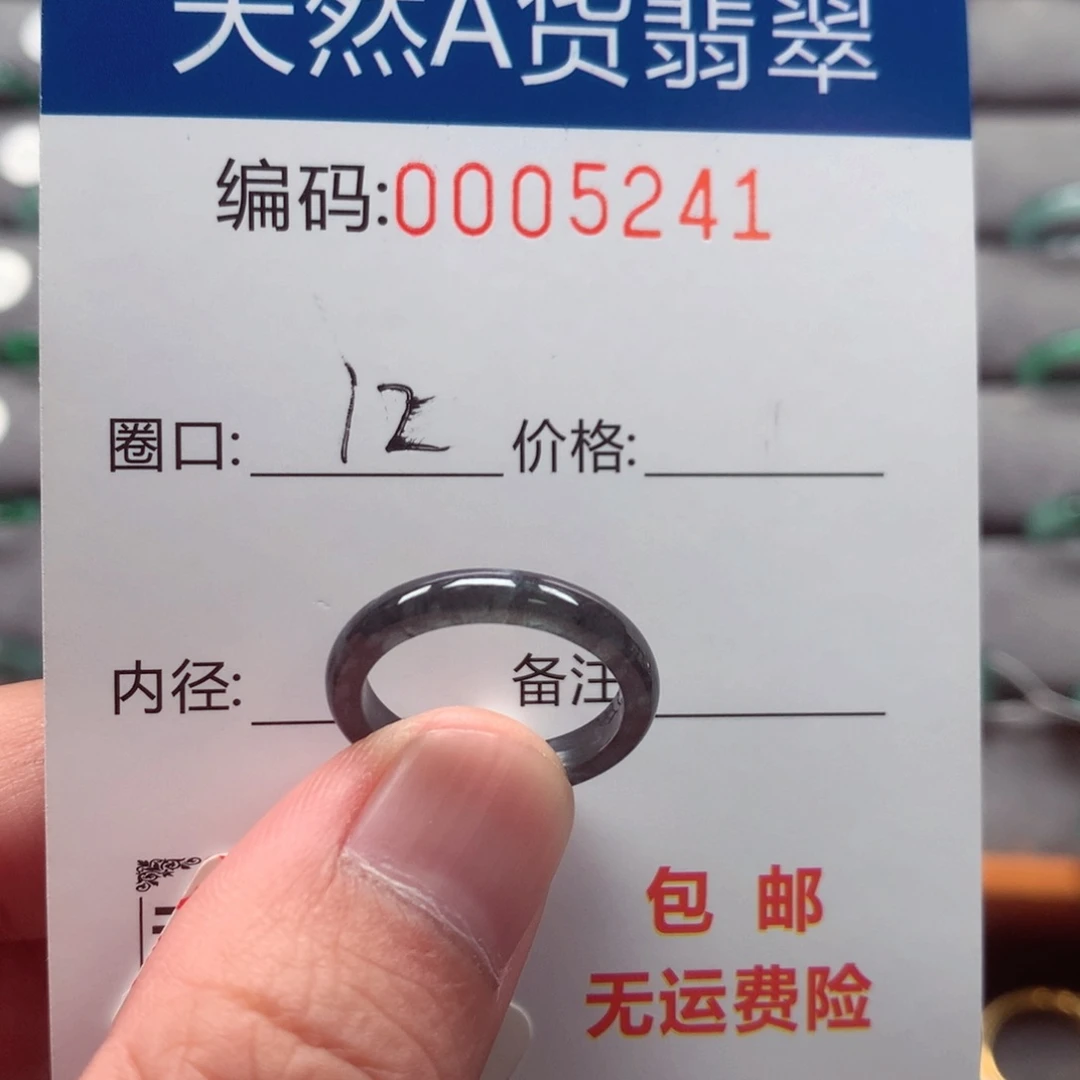 天然A货翡翠
编码:0005241
圈口: 12 价格:
内径: 备注
包 邮
无运费险